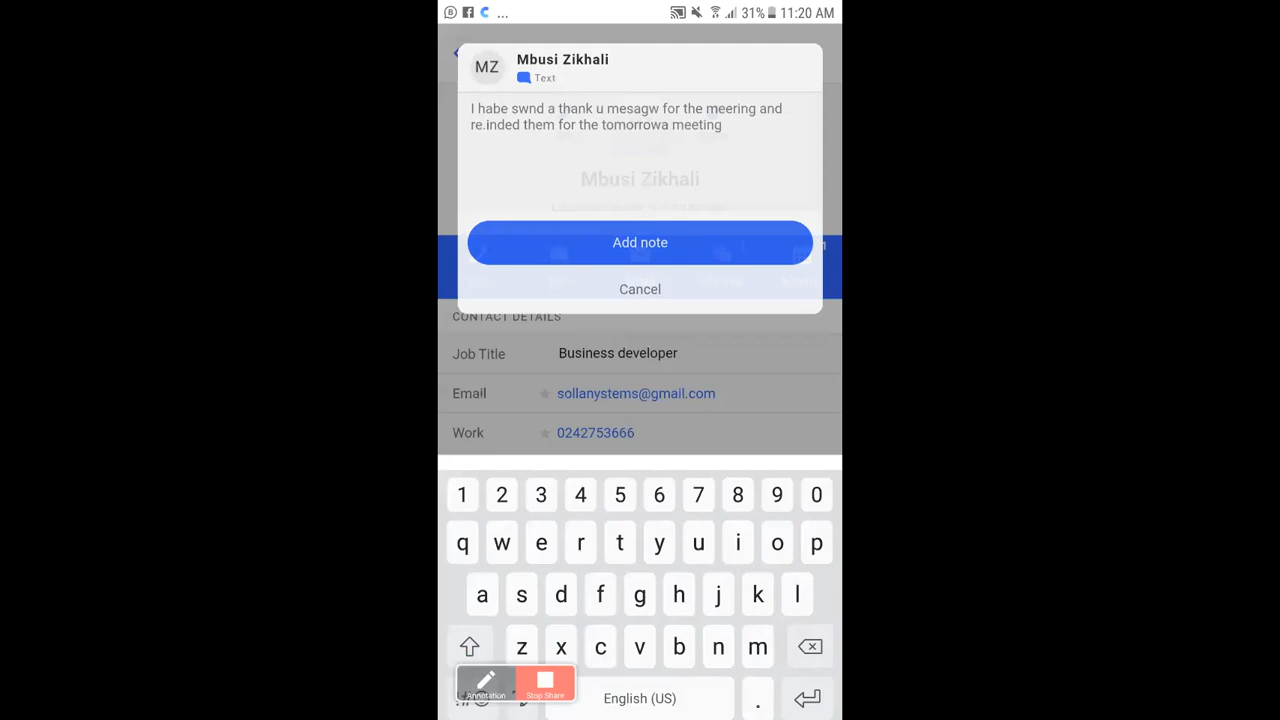 ... 31% 11:20 AM
MZ Mbusi Zikhali
Text
I habe swnd a thank u mesagw for the meering and
re.inded them for the tomorrowa meeting
Mbusi Zikhali
Add note
Cancel
CONTACT DETAILS
Job Title Business developer
Email sollanystems@gmail.com
Work 0242753666
1 2 3 4 5 6 7 8 9 0
q w e r t y u i o p
a s d f g h j k l
z x c v b n m
Annotation Stop Share
English (US) .